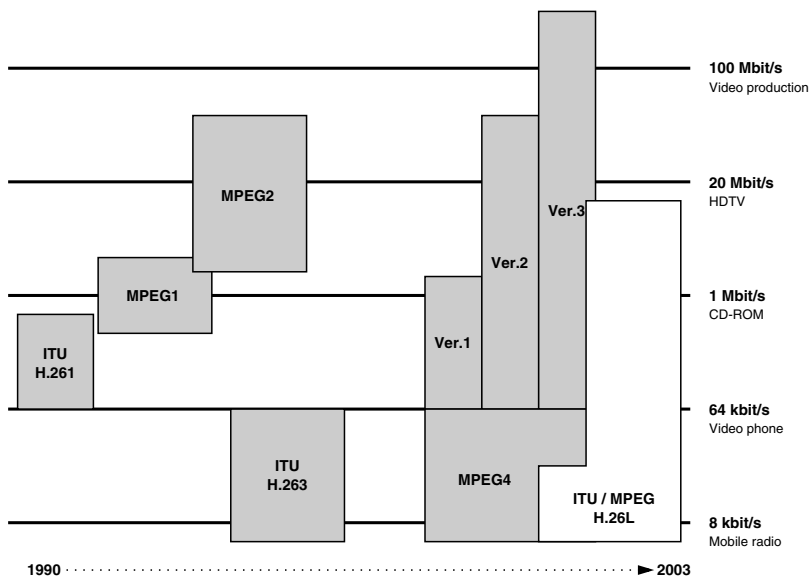 100 Mbit/s
Video production
20 Mbit/s
HDTV
MPEG2
Ver.3
Ver.2
MPEG1
1 Mbit/s
CD-ROM
Ver.1
ITU
H.261
64 kbit/s
Video phone
ITU
H.263
MPEG4
ITU / MPEG
H.26L
8 kbit/s
Mobile radio
1990
2003